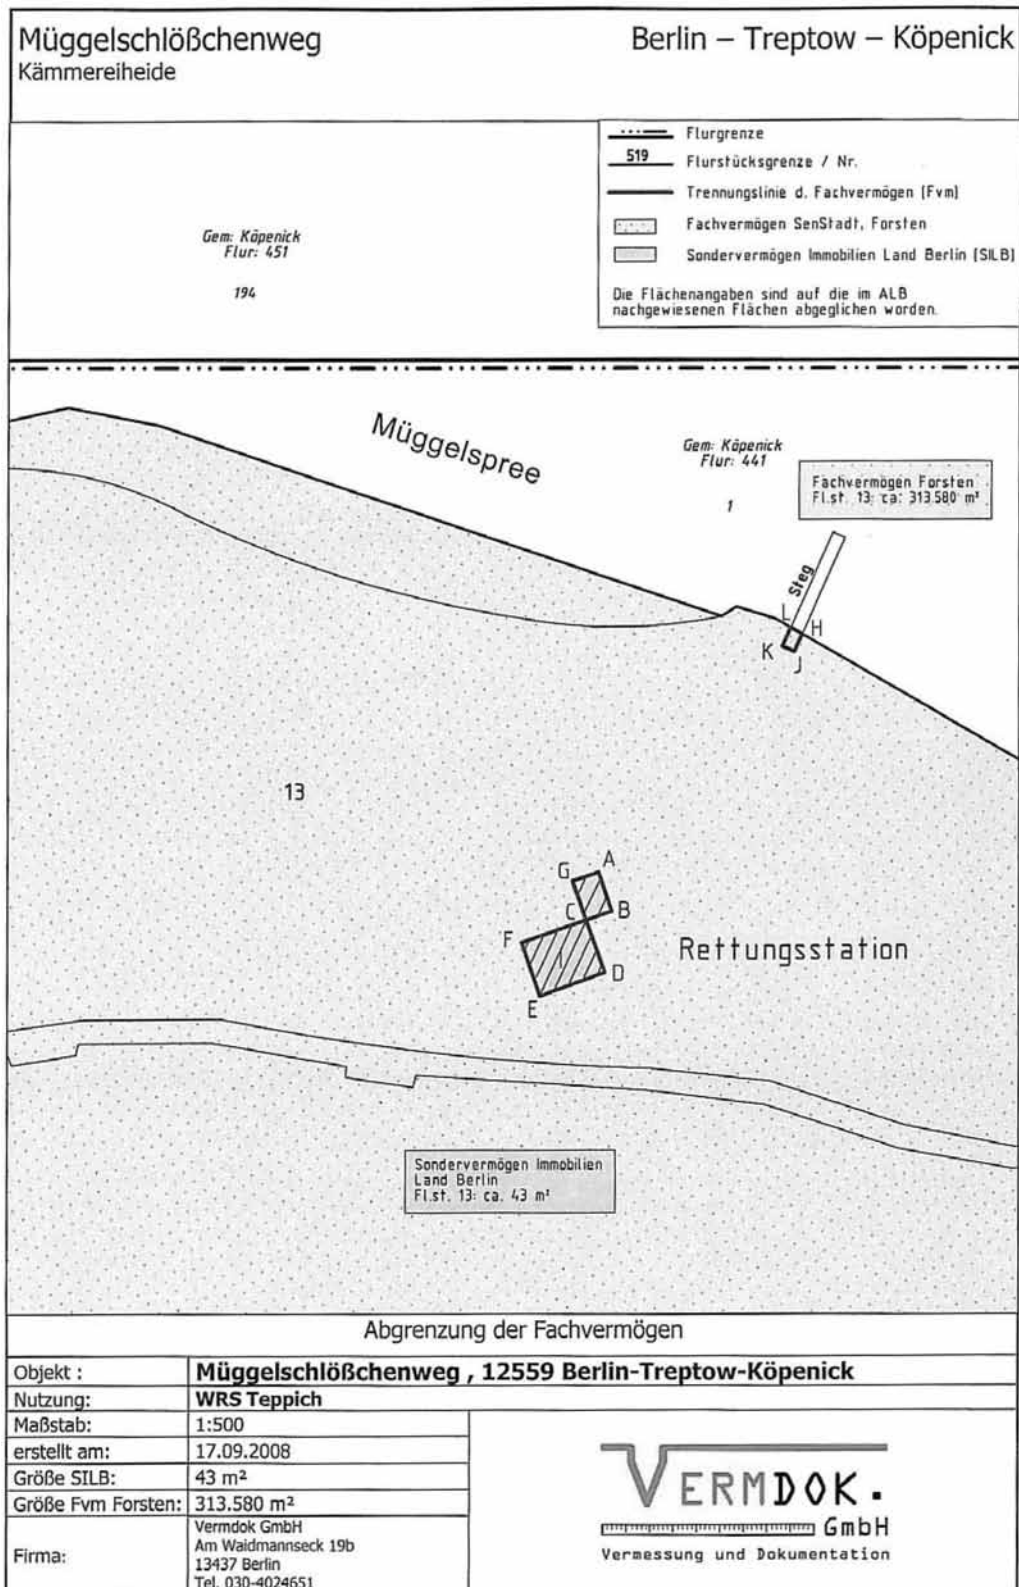 Müggelschlößchenweg
Kämmereiheide
Berlin – Treptow – Köpenick
Flurgrenze
519 Flurstücksgrenze / Nr.
Trennungslinie d. Fachvermögen (Fvm)
Fachvermögen SenStadt, Forsten
Sondervermögen Immobilien Land Berlin (SILB)
Die Flächenangaben sind auf die im ALB
nachgewiesenen Flächen abgeglichen worden.
Gem: Köpenick
Flur: 451
194
Müggelspree
Gem: Köpenick
Flur: 441
1
Fachvermögen Forsten
Fl.st. 13: ca. 313.580 m²
Steg
L
H
K
J
13
G
A
C
B
F
I
D
E
Rettungsstation
Sondervermögen Immobilien
Land Berlin
Fl.st. 13: ca. 43 m²
Abgrenzung der Fachvermögen
Objekt : Müggelschlößchenweg , 12559 Berlin-Treptow-Köpenick
Nutzung: WRS Teppich
Maßstab: 1:500
erstellt am: 17.09.2008
Größe SILB: 43 m²
Größe Fvm Forsten: 313.580 m²
Firma:
Vermdok GmbH
Am Waidmannseck 19b
13437 Berlin
Tel. 030-4024651
VERMDOK.
GmbH
Vermessung und Dokumentation